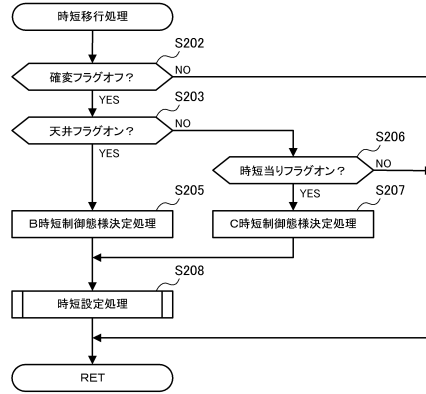 時短移行処理
S202
確変フラグオフ？
NO
YES
S203
天井フラグオン？
NO
YES
S206
時短当りフラグオン？
NO
YES
S205
B時短制御態様決定処理
S207
C時短制御態様決定処理
S208
時短設定処理
RET